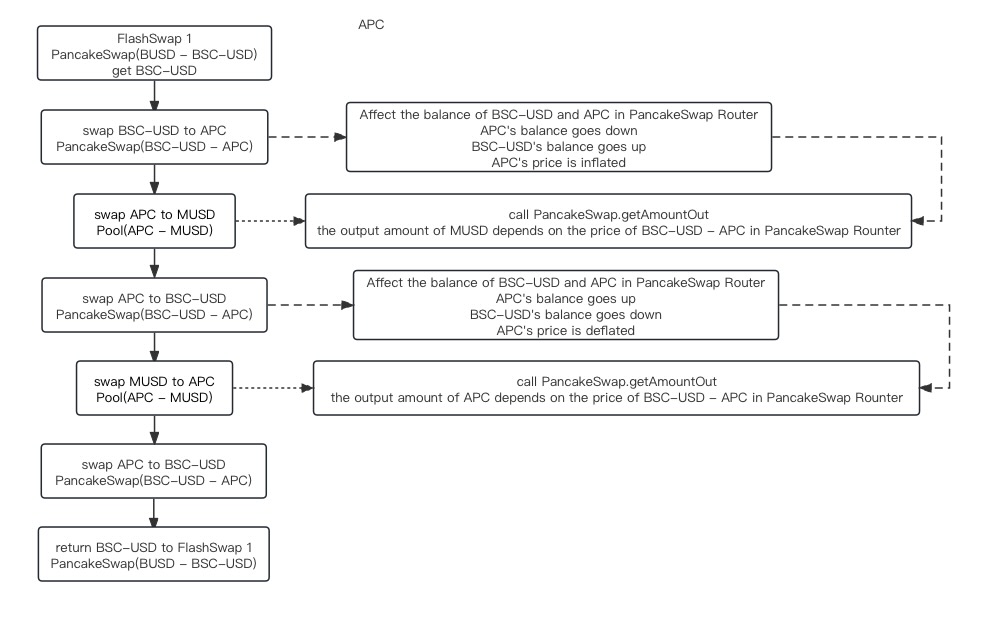 APC
FlashSwap 1
PancakeSwap(BUSD – BSC–USD)
get BSC–USD
swap BSC–USD to APC
PancakeSwap(BSC–USD – APC)
Affect the balance of BSC–USD and APC in PancakeSwap Router
APC's balance goes down
BSC–USD's balance goes up
APC's price is inflated
swap APC to MUSD
Pool(APC – MUSD)
call PancakeSwap.getAmountOut
the output amount of MUSD depends on the price of BSC–USD – APC in PancakeSwap Rounter
swap APC to BSC–USD
PancakeSwap(BSC–USD – APC)
Affect the balance of BSC–USD and APC in PancakeSwap Router
APC's balance goes up
BSC–USD's balance goes down
APC's price is deflated
swap MUSD to APC
Pool(APC – MUSD)
call PancakeSwap.getAmountOut
the output amount of APC depends on the price of BSC–USD – APC in PancakeSwap Rounter
swap APC to BSC–USD
PancakeSwap(BSC–USD – APC)
return BSC–USD to FlashSwap 1
PancakeSwap(BUSD – BSC–USD)